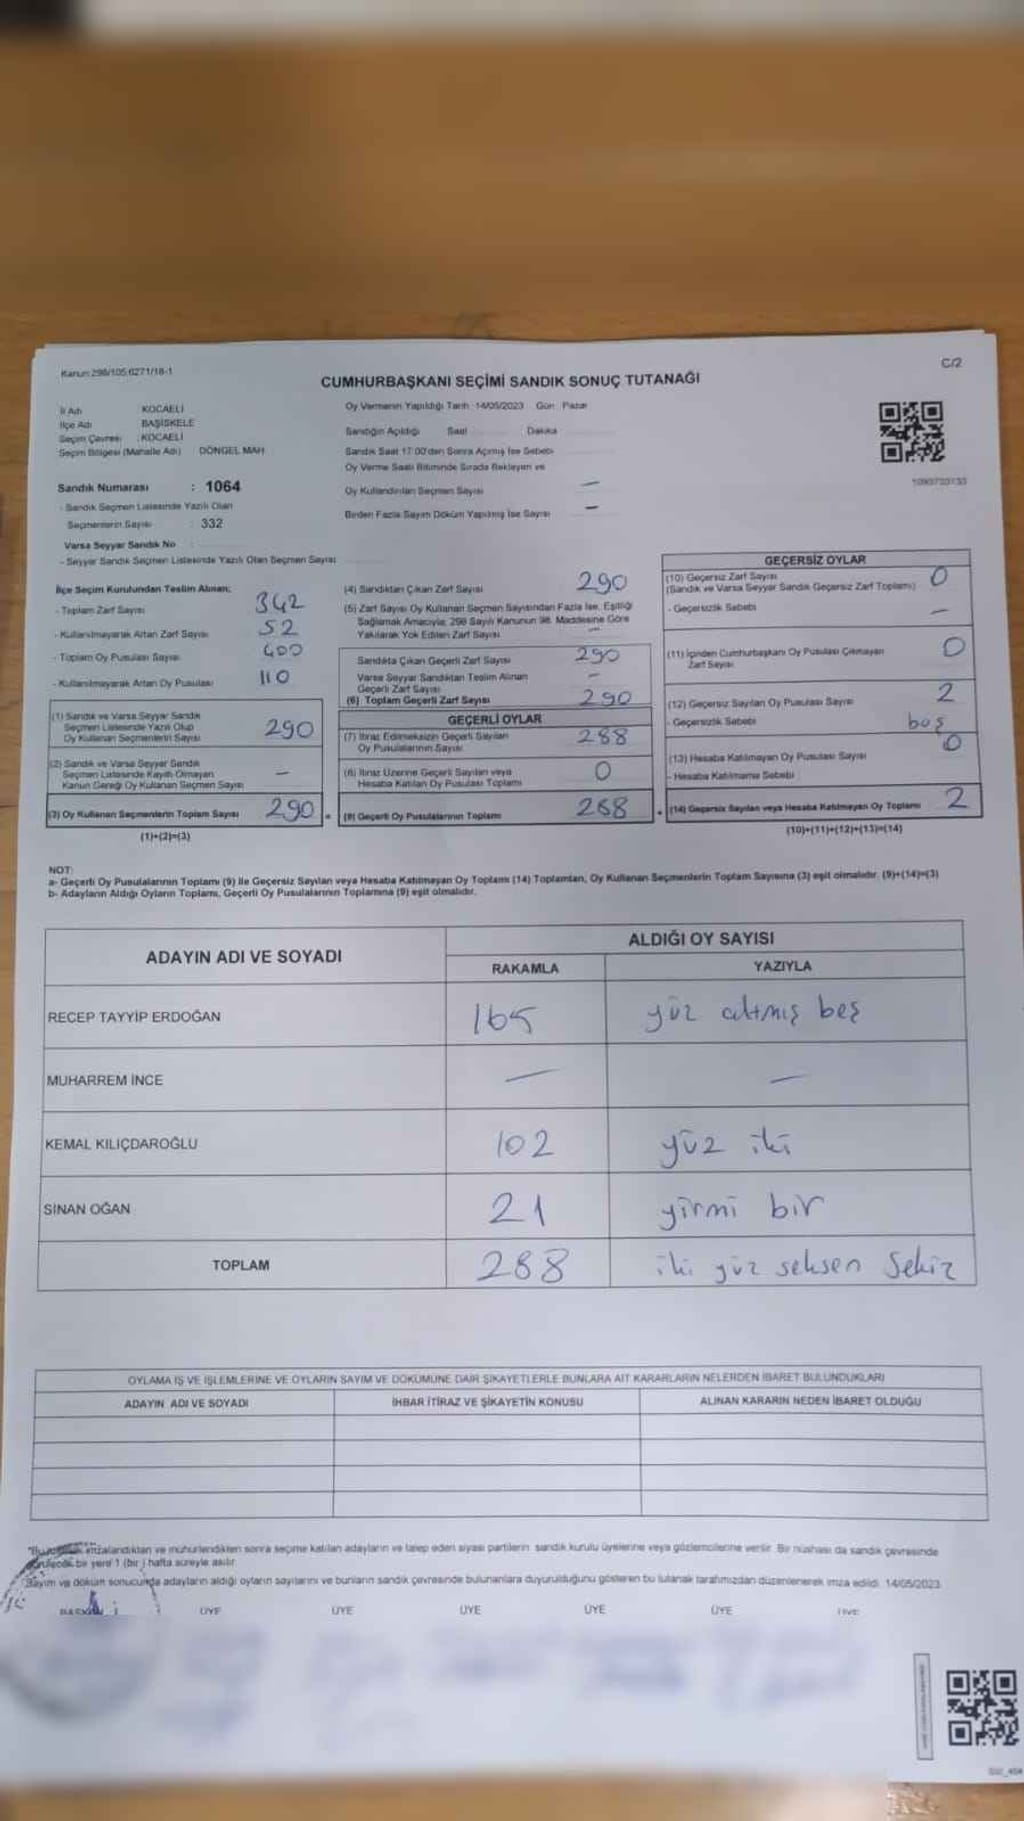 Kanun:298/105 6271/18-1
C/2
CUMHURBAŞKANI SEÇİMİ SANDIK SONUÇ TUTANAĞI
İl Adı KOCAELİ
İlçe Adı BAŞİSKELE
Seçim Çevresi : KOCAELİ
Seçim Bölgesi (Mahalle Adı) DÖNGEL MAH
Sandık Numarası : 1064
- Sandık Seçmen Listesinde Yazılı Olan
Seçmenlerin Sayısı : 332
Varsa Seyyar Sandık No
- Seyyar Sandık Seçmen Listesinde Yazılı Olan Seçmen Sayısı
Oy Vermenin Yapıldığı Tarih : 14/05/2023 Gün : Pazar
Sandığın Açıldığı Saat Dakika
Sandık Saat 17:00'den Sonra Açılmış İse Sebebi
Oy Verme Saati Bitiminde Sırada Bekleyen ve
Oy Kullandırılan Seçmen Sayısı —
Birden Fazla Sayım Döküm Yapılmış İse Sayısı —
İlçe Seçim Kurulundan Teslim Alınan:
- Toplam Zarf Sayısı 342
- Kullanılmayarak Artan Zarf Sayısı 52
- Toplam Oy Pusulası Sayısı 400
- Kullanılmayarak Artan Oy Pusulası 110
(1) Sandık ve Varsa Seyyar Sandık
Seçmen Listesinde Yazılı Olup
Oy Kullanan Seçmenlerin Sayısı 290
(2) Sandık ve Varsa Seyyar Sandık
Seçmen Listesinde Kayıtlı Olmayan
Kanun Gereği Oy Kullanan Seçmen Sayısı —
(3) Oy Kullanan Seçmenlerin Toplam Sayısı 290
(1)+(2)=(3)
(4) Sandıktan Çıkan Zarf Sayısı 290
(5) Zarf Sayısı Oy Kullanan Seçmen Sayısından Fazla İse, Eşitliği
Sağlamak Amacıyla, 298 Sayılı Kanunun 98. Maddesine Göre
Yakılarak Yok Edilen Zarf Sayısı —
Sandıkta Çıkan Geçerli Zarf Sayısı 290
Varsa Seyyar Sandıktan Teslim Alınan
Geçerli Zarf Sayısı —
(6) Toplam Geçerli Zarf Sayısı 290
GEÇERLİ OYLAR
(7) İtiraz Edilmeksizin Geçerli Sayılan
Oy Pusulalarının Sayısı 288
(8) İtiraz Üzerine Geçerli Sayılan veya
Hesaba Katılan Oy Pusulası Toplamı 0
(9) Geçerli Oy Pusulalarının Toplamı 288
GEÇERSİZ OYLAR
(10) Geçersiz Zarf Sayısı 0
(Sandık ve Varsa Seyyar Sandık Geçersiz Zarf Toplamı)
- Geçersizlik Sebebi —
(11) İçinden Cumhurbaşkanı Oy Pusulası Çıkmayan
Zarf Sayısı 0
(12) Geçersiz Sayılan Oy Pusulası Sayısı 2
- Geçersizlik Sebebi boş
(13) Hesaba Katılmayan Oy Pusulası Sayısı 0
- Hesaba Katılmama Sebebi
(14) Geçersiz Sayılan veya Hesaba Katılmayan Oy Toplamı 2
(10)+(11)+(12)+(13)=(14)
NOT:
a- Geçerli Oy Pusulalarının Toplamı (9) ile Geçersiz Sayılan veya Hesaba Katılmayan Oy Toplamı (14) Toplamları, Oy Kullanan Seçmenlerin Toplam Sayısına (3) eşit olmalıdır. (9)+(14)=(3)
b- Adayların Aldığı Oyların Toplamı, Geçerli Oy Pusulalarının Toplamına (9) eşit olmalıdır.
ADAYIN ADI VE SOYADI
ALDIĞI OY SAYISI
RAKAMLA YAZIYLA
RECEP TAYYİP ERDOĞAN 165 yüz altmış beş
MUHARREM İNCE — —
KEMAL KILIÇDAROĞLU 102 yüz iki
SİNAN OĞAN 21 yirmi bir
TOPLAM 288 iki yüz seksen sekiz
OYLAMA İŞ VE İŞLEMLERİNE VE OYLARIN SAYIM VE DÖKÜMÜNE DAİR ŞİKAYETLERLE BUNLARA AİT KARARLARIN NELERDEN İBARET BULUNDUKLARI
ADAYIN ADI VE SOYADI İHBAR İTİRAZ VE ŞİKAYETİN KONUSU ALINAN KARARIN NEDEN İBARET OLDUĞU
imzalandıktan ve mühürlendikten sonra seçime katılan adayların ve talep eden siyasi partilerin sandık kurulu üyelerine veya gözlemcilerine verilir. Bir nüshası da sandık çevresinde
görülecek bir yere 1 (bir) hafta süreyle asılır.
Sayım ve döküm sonucunda adayların aldığı oyların sayılarını ve bunların sandık çevresinde bulunanlara duyurulduğunu gösteren bu tutanak tarafımızdan düzenlenerek imza edildi. 14/05/2023
ÜYE ÜYE ÜYE ÜYE ÜYE